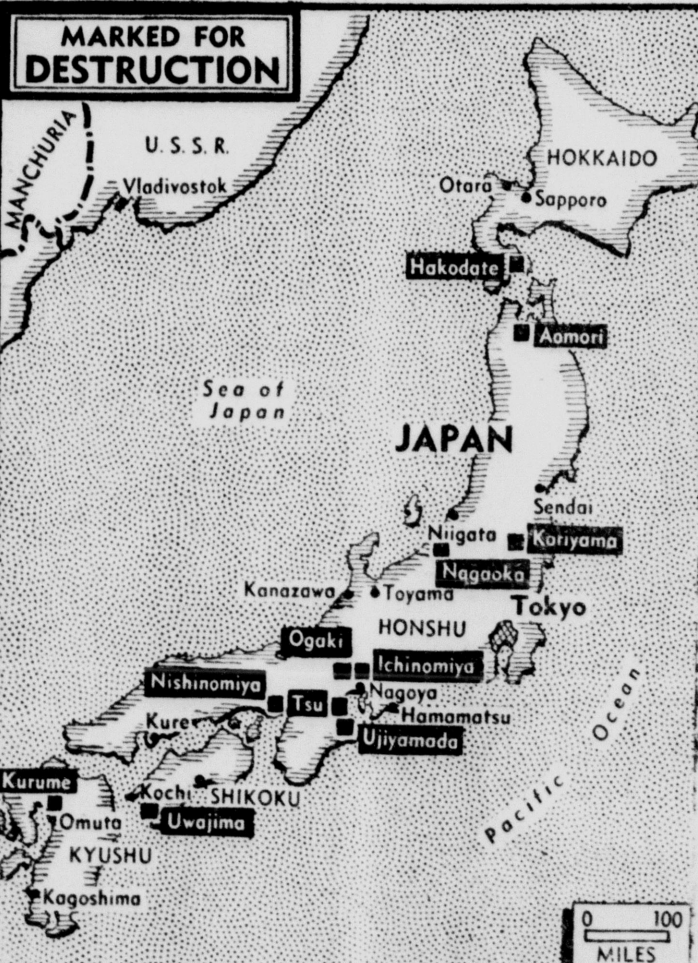 MARKED FOR
DESTRUCTION
MANCHURIA
U. S. S. R.
Vladivostok
HOKKAIDO
Otara
Sapporo
Hakodate
Aomori
Sea of
Japan
JAPAN
Sendai
Niigata
Koriyama
Nagaoka
Kanazawa
Toyama
Tokyo
HONSHU
Ogaki
Ichinomiya
Nishinomiya
Nagoya
Tsu
Hamamatsu
Kure
Ujiyamada
Pacific Ocean
Kurume
Kochi
SHIKOKU
Omuta
Uwajima
KYUSHU
Kagoshima
0 100
MILES